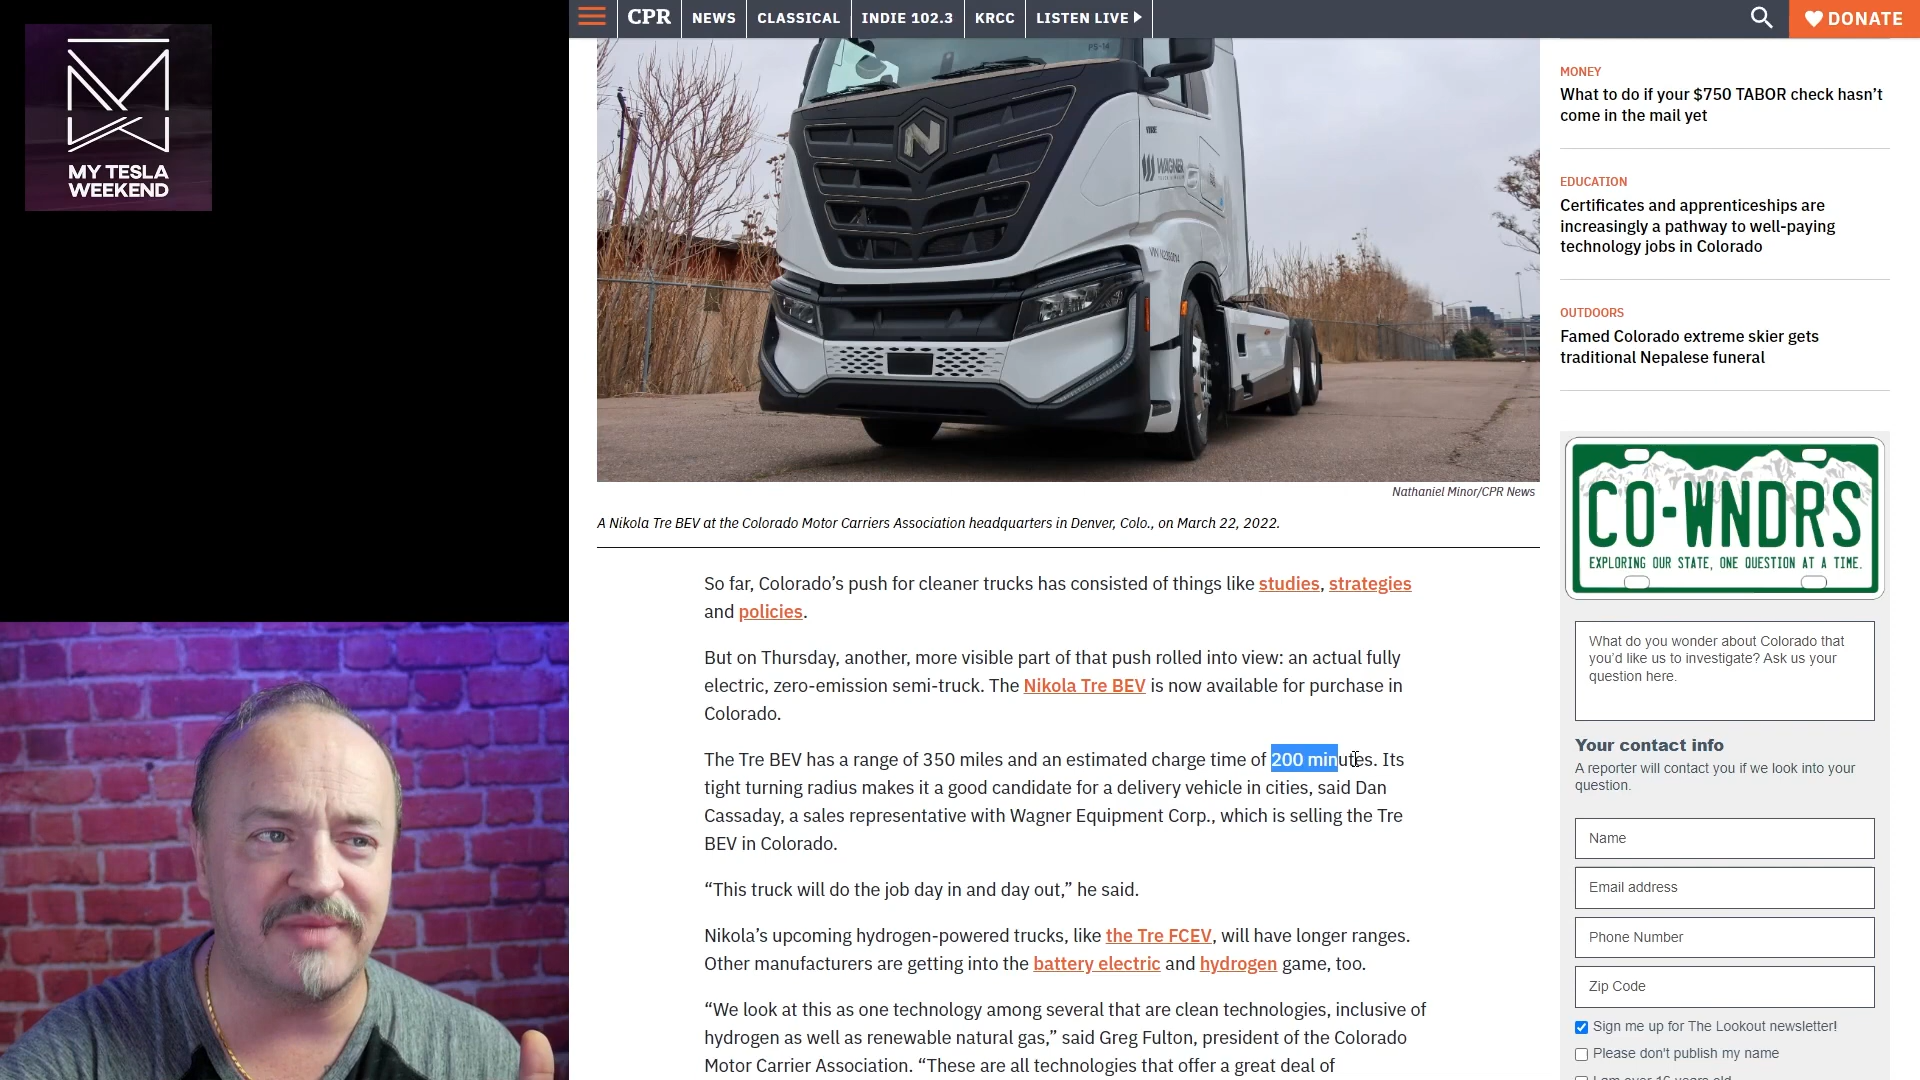 MY TESLA
WEEKEND
CPR
NEWS
CLASSICAL
INDIE 102.3
KRCC
LISTEN LIVE
DONATE
PS-14
WAGNER
Nathaniel Minor/CPR News
A Nikola Tre BEV at the Colorado Motor Carriers Association headquarters in Denver, Colo., on March 22, 2022.
So far, Colorado’s push for cleaner trucks has consisted of things like studies, strategies
and policies.
But on Thursday, another, more visible part of that push rolled into view: an actual fully
electric, zero-emission semi-truck. The Nikola Tre BEV is now available for purchase in
Colorado.
The Tre BEV has a range of 350 miles and an estimated charge time of 200 minutes. Its
tight turning radius makes it a good candidate for a delivery vehicle in cities, said Dan
Cassaday, a sales representative with Wagner Equipment Corp., which is selling the Tre
BEV in Colorado.
“This truck will do the job day in and day out,” he said.
Nikola’s upcoming hydrogen-powered trucks, like the Tre FCEV, will have longer ranges.
Other manufacturers are getting into the battery electric and hydrogen game, too.
“We look at this as one technology among several that are clean technologies, inclusive of
hydrogen as well as renewable natural gas,” said Greg Fulton, president of the Colorado
Motor Carrier Association. “These are all technologies that offer a great deal of
MONEY
What to do if your $750 TABOR check hasn’t
come in the mail yet
EDUCATION
Certificates and apprenticeships are
increasingly a pathway to well-paying
technology jobs in Colorado
OUTDOORS
Famed Colorado extreme skier gets
traditional Nepalese funeral
CO-WNDRS
EXPLORING OUR STATE, ONE QUESTION AT A TIME.
What do you wonder about Colorado that
you’d like us to investigate? Ask us your
question here.
Your contact info
A reporter will contact you if we look into your
question.
Name
Email address
Phone Number
Zip Code
Sign me up for The Lookout newsletter!
Please don't publish my name
I am over 16 years old